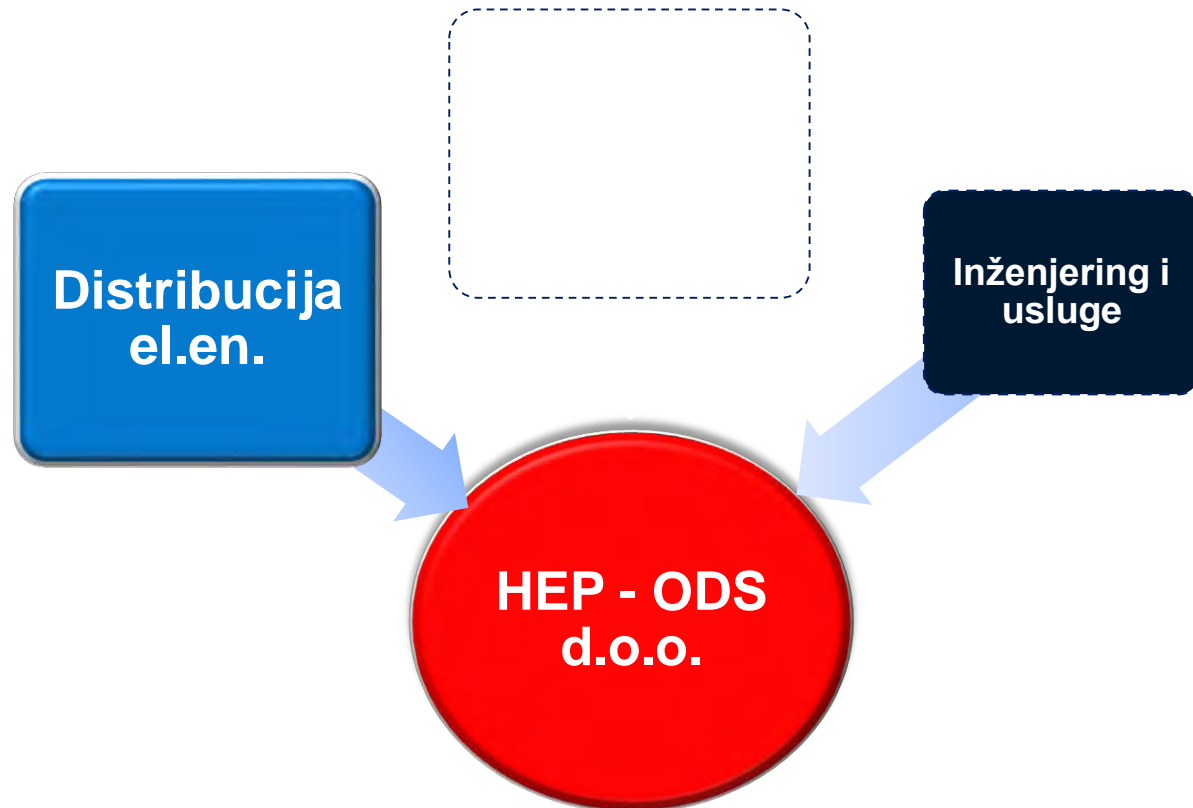 Distribucija
el.en.
Inženjering i
usluge
HEP - ODS
d.o.o.